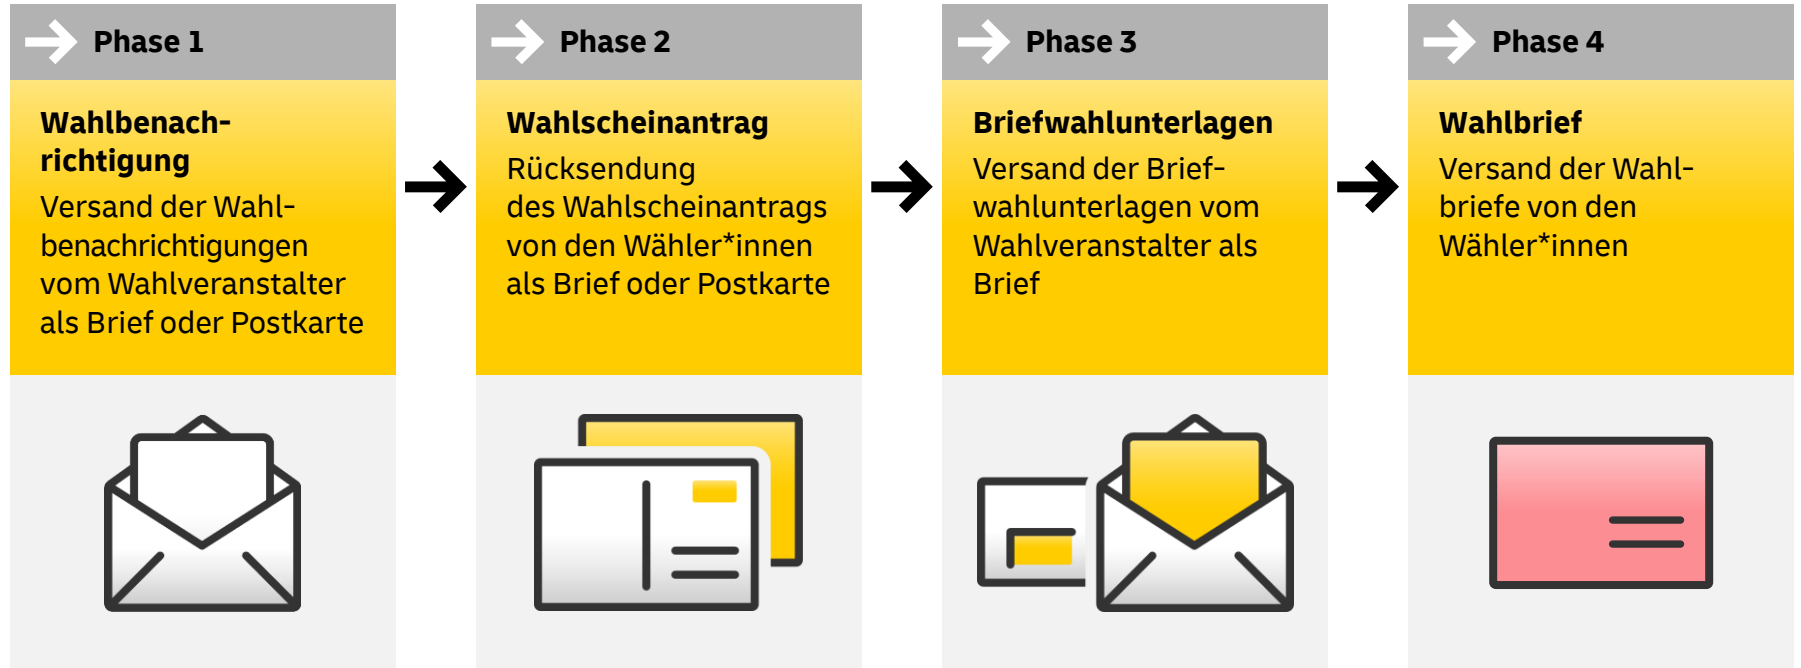 Phase 1
Wahlbenach-
richtigung
Versand der Wahl-
benachrichtigungen
vom Wahlveranstalter
als Brief oder Postkarte
Phase 2
Wahlscheinantrag
Rücksendung
des Wahlscheinantrags
von den Wähler*innen
als Brief oder Postkarte
Phase 3
Briefwahlunterlagen
Versand der Brief-
wahlunterlagen vom
Wahlveranstalter als
Brief
Phase 4
Wahlbrief
Versand der Wahl-
briefe von den
Wähler*innen